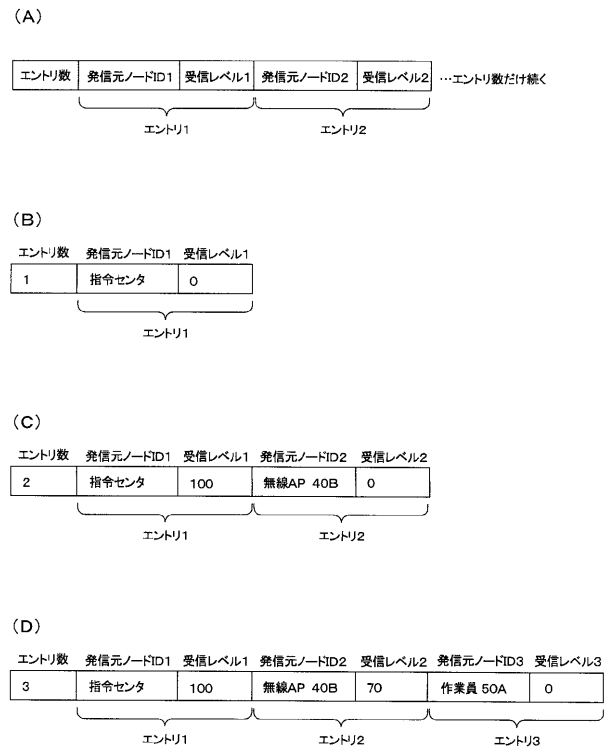 (A)
エントリ数 発信元ノードID1 受信レベル1 発信元ノードID2 受信レベル2 …エントリ数だけ続く
エントリ1 エントリ2
(B)
エントリ数 発信元ノードID1 受信レベル1
1 指令センタ 0
エントリ1
(C)
エントリ数 発信元ノードID1 受信レベル1 発信元ノードID2 受信レベル2
2 指令センタ 100 無線AP 40B 0
エントリ1 エントリ2
(D)
エントリ数 発信元ノードID1 受信レベル1 発信元ノードID2 受信レベル2 発信元ノードID3 受信レベル3
3 指令センタ 100 無線AP 40B 70 作業員 50A 0
エントリ1 エントリ2 エントリ3